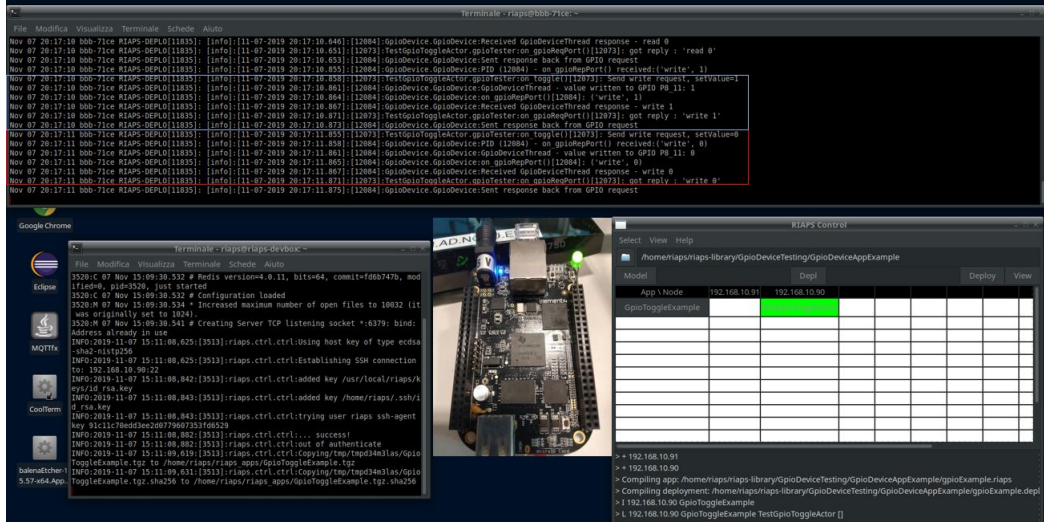 Terminale - riaps@bbb-71ce: ~
File Modifica Visualizza Terminale Schede Aiuto
Nov 07 20:17:10 bbb-71ce RIAPS-DEPLO[11835]: [info]:[11-07-2019 20:17:10.646]:[12084]:GpioDevice.GpioDevice:Received GpioDeviceThread response - read 0
Nov 07 20:17:10 bbb-71ce RIAPS-DEPLO[11835]: [info]:[11-07-2019 20:17:10.651]:[12073]:TestGpioToggleActor.gpioTester:on_gpioReqPort()[12073]: got reply : 'read 0'
Nov 07 20:17:10 bbb-71ce RIAPS-DEPLO[11835]: [info]:[11-07-2019 20:17:10.653]:[12084]:GpioDevice.GpioDevice:Sent response back from GPIO request
Nov 07 20:17:10 bbb-71ce RIAPS-DEPLO[11835]: [info]:[11-07-2019 20:17:10.855]:[12084]:GpioDevice.GpioDevice:PID (12084) - on_gpioRepPort() received:('write', 1)
Nov 07 20:17:10 bbb-71ce RIAPS-DEPLO[11835]: [info]:[11-07-2019 20:17:10.858]:[12073]:TestGpioToggleActor.gpioTester:on_toggle()[12073]: Send write request, setValue=1
Nov 07 20:17:10 bbb-71ce RIAPS-DEPLO[11835]: [info]:[11-07-2019 20:17:10.861]:[12084]:GpioDevice.GpioDevice:GpioDeviceThread - value written to GPIO P8_11: 1
Nov 07 20:17:10 bbb-71ce RIAPS-DEPLO[11835]: [info]:[11-07-2019 20:17:10.864]:[12084]:GpioDevice.GpioDevice:on_gpioRepPort()[12084]: ('write', 1)
Nov 07 20:17:10 bbb-71ce RIAPS-DEPLO[11835]: [info]:[11-07-2019 20:17:10.867]:[12084]:GpioDevice.GpioDevice:Received GpioDeviceThread response - write 1
Nov 07 20:17:10 bbb-71ce RIAPS-DEPLO[11835]: [info]:[11-07-2019 20:17:10.871]:[12073]:TestGpioToggleActor.gpioTester:on_gpioReqPort()[12073]: got reply : 'write 1'
Nov 07 20:17:10 bbb-71ce RIAPS-DEPLO[11835]: [info]:[11-07-2019 20:17:10.873]:[12084]:GpioDevice.GpioDevice:Sent response back from GPIO request
Nov 07 20:17:11 bbb-71ce RIAPS-DEPLO[11835]: [info]:[11-07-2019 20:17:11.855]:[12073]:TestGpioToggleActor.gpioTester:on_toggle()[12073]: Send write request, setValue=0
Nov 07 20:17:11 bbb-71ce RIAPS-DEPLO[11835]: [info]:[11-07-2019 20:17:11.858]:[12084]:GpioDevice.GpioDevice:PID (12084) - on_gpioRepPort() received:('write', 0)
Nov 07 20:17:11 bbb-71ce RIAPS-DEPLO[11835]: [info]:[11-07-2019 20:17:11.861]:[12084]:GpioDevice.GpioDevice:GpioDeviceThread - value written to GPIO P8_11: 0
Nov 07 20:17:11 bbb-71ce RIAPS-DEPLO[11835]: [info]:[11-07-2019 20:17:11.865]:[12084]:GpioDevice.GpioDevice:on_gpioRepPort()[12084]: ('write', 0)
Nov 07 20:17:11 bbb-71ce RIAPS-DEPLO[11835]: [info]:[11-07-2019 20:17:11.867]:[12084]:GpioDevice.GpioDevice:Received GpioDeviceThread response - write 0
Nov 07 20:17:11 bbb-71ce RIAPS-DEPLO[11835]: [info]:[11-07-2019 20:17:11.871]:[12073]:TestGpioToggleActor.gpioTester:on_gpioReqPort()[12073]: got reply : 'write 0'
Nov 07 20:17:11 bbb-71ce RIAPS-DEPLO[11835]: [info]:[11-07-2019 20:17:11.875]:[12084]:GpioDevice.GpioDevice:Sent response back from GPIO request
Google Chrome
Eclipse
MQTTfx
CoolTerm
balenaEtcher-1
5.57-x64.App..
Terminale - riaps@riaps-devbox: ~
File Modifica Visualizza Terminale Schede Aiuto
3520:C 07 Nov 15:09:30.532 # Redis version=4.0.11, bits=64, commit=fd6b747b, mod
ified=0, pid=3520, just started
3520:C 07 Nov 15:09:30.532 # Configuration loaded
3520:M 07 Nov 15:09:30.534 * Increased maximum number of open files to 10032 (it
was originally set to 1024).
3520:M 07 Nov 15:09:30.541 # Creating Server TCP listening socket *:6379: bind:
Address already in use
INFO:2019-11-07 15:11:08,625:[3513]:riaps.ctrl.ctrl:Using host key of type ecdsa
-sha2-nistp256
INFO:2019-11-07 15:11:08,625:[3513]:riaps.ctrl.ctrl:Establishing SSH connection
to: 192.168.10.90:22
INFO:2019-11-07 15:11:08,842:[3513]:riaps.ctrl.ctrl:added key /usr/local/riaps/k
eys/id_rsa.key
INFO:2019-11-07 15:11:08,843:[3513]:riaps.ctrl.ctrl:added key /home/riaps/.ssh/i
d_rsa.key
INFO:2019-11-07 15:11:08,843:[3513]:riaps.ctrl.ctrl:trying user riaps ssh-agent
key 91c11c70edd3ee2d0779607353fd6529
INFO:2019-11-07 15:11:08,882:[3513]:riaps.ctrl.ctrl:... success!
INFO:2019-11-07 15:11:08,882:[3513]:riaps.ctrl.ctrl:out of authenticate
INFO:2019-11-07 15:11:09,619:[3513]:riaps.ctrl.ctrl:Copying/tmp/tmpd34m3las/Gpio
ToggleExample.tgz to /home/riaps/riaps_apps/GpioToggleExample.tgz
INFO:2019-11-07 15:11:09,631:[3513]:riaps.ctrl.ctrl:Copying/tmp/tmpd34m3las/Gpio
ToggleExample.tgz.sha256 to /home/riaps/riaps_apps/GpioToggleExample.tgz.sha256
5V
RIAPS Control
Select View Help
/home/riaps/riaps-library/GpioDeviceTesting/GpioDeviceAppExample
Model Depl Deploy View
App \ Node 192.168.10.91 192.168.10.90
GpioToggleExample
> + 192.168.10.91
> + 192.168.10.90
> Compiling app: /home/riaps/riaps-library/GpioDeviceTesting/GpioDeviceAppExample/gpioExample.riaps
> Compiling deployment: /home/riaps/riaps-library/GpioDeviceTesting/GpioDeviceAppExample/gpioExample.depl
> I 192.168.10.90 GpioToggleExample
> L 192.168.10.90 GpioToggleExample TestGpioToggleActor []